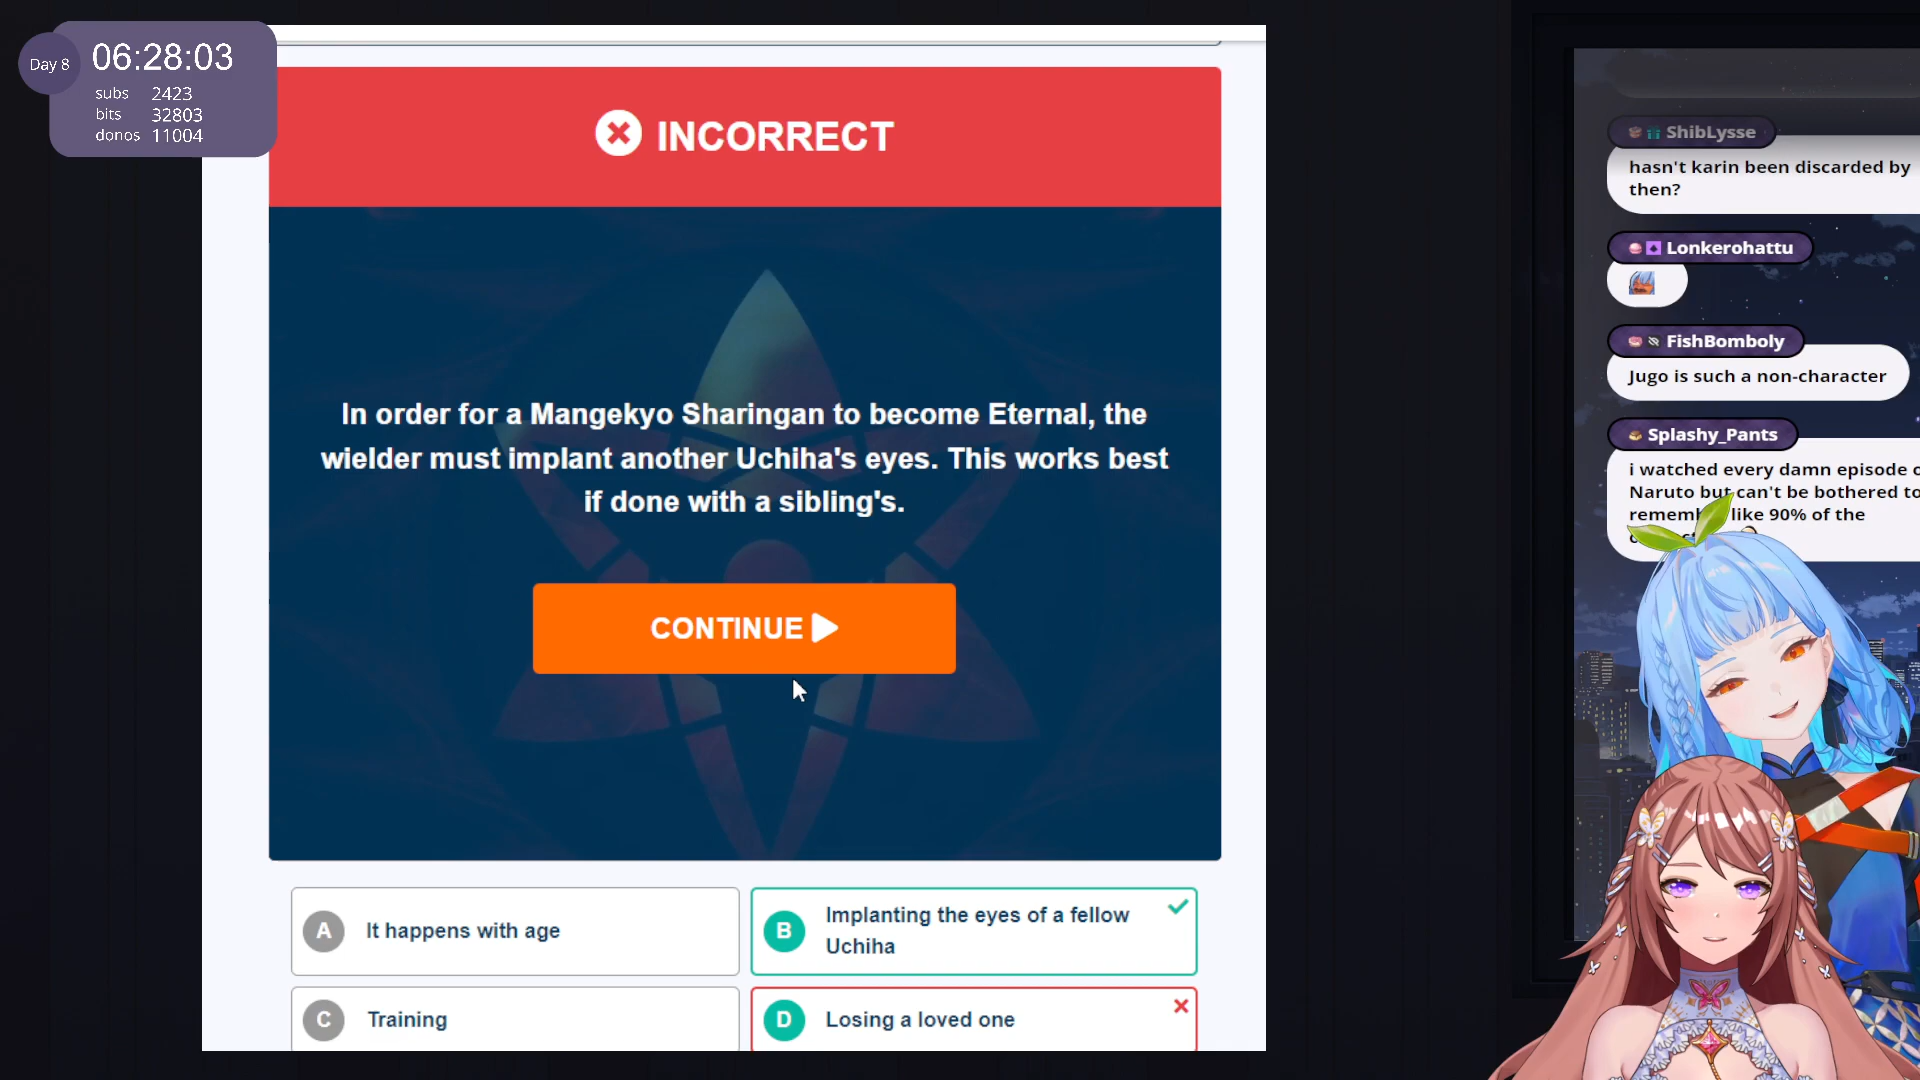 Day 8
06:28:03
subs 2423
bits 32803
donos 11004
INCORRECT
In order for a Mangekyo Sharingan to become Eternal, the
wielder must implant another Uchiha's eyes. This works best
if done with a sibling's.
CONTINUE
A It happens with age
B Implanting the eyes of a fellow
Uchiha
C Training
D Losing a loved one
ShibLysse
hasn't karin been discarded by
then?
Lonkerohattu
FishBomboly
Jugo is such a non-character
Splashy_Pants
i watched every damn episode
Naruto but can't be bothered to
like 90% of the